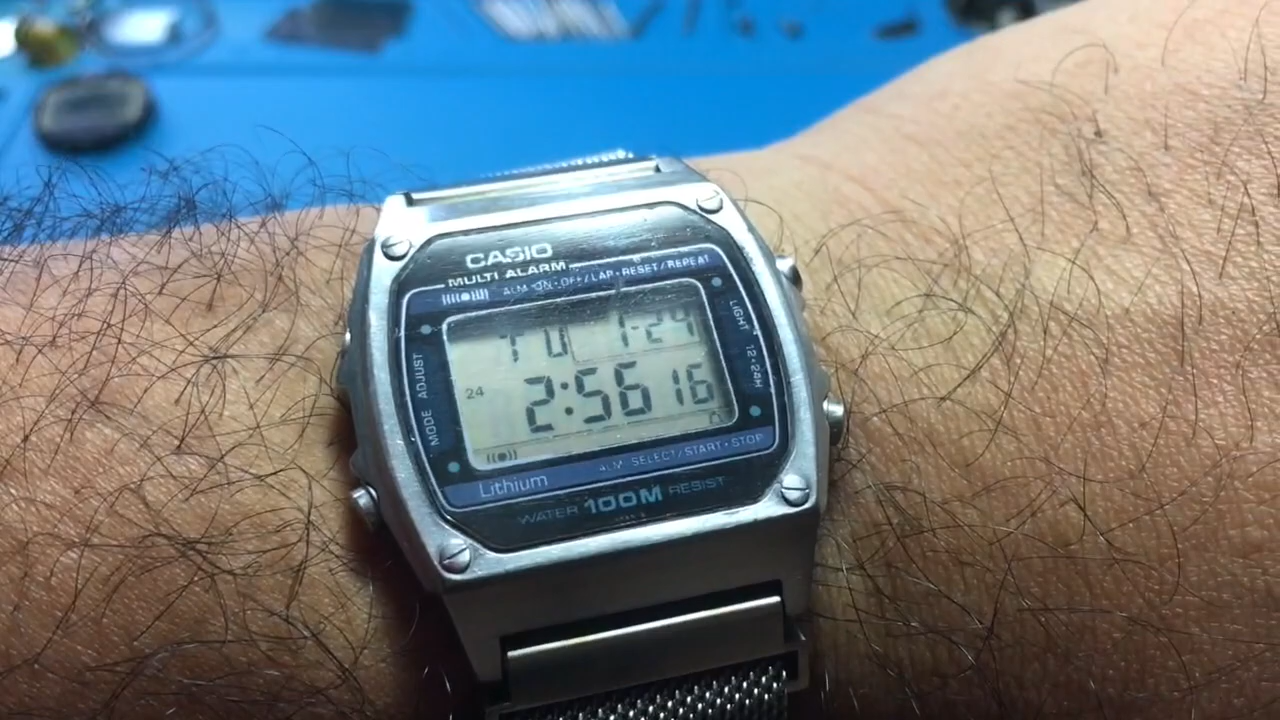 CASIO
MULTI ALARM
ALM ON·OFF/LAP·RESET/REPEAT
LIGHT 12·24H
MODE ADJUST
TU 1-24
24
2:56 16
ALM SELECT/START·STOP
Lithium
WATER 100M RESIST